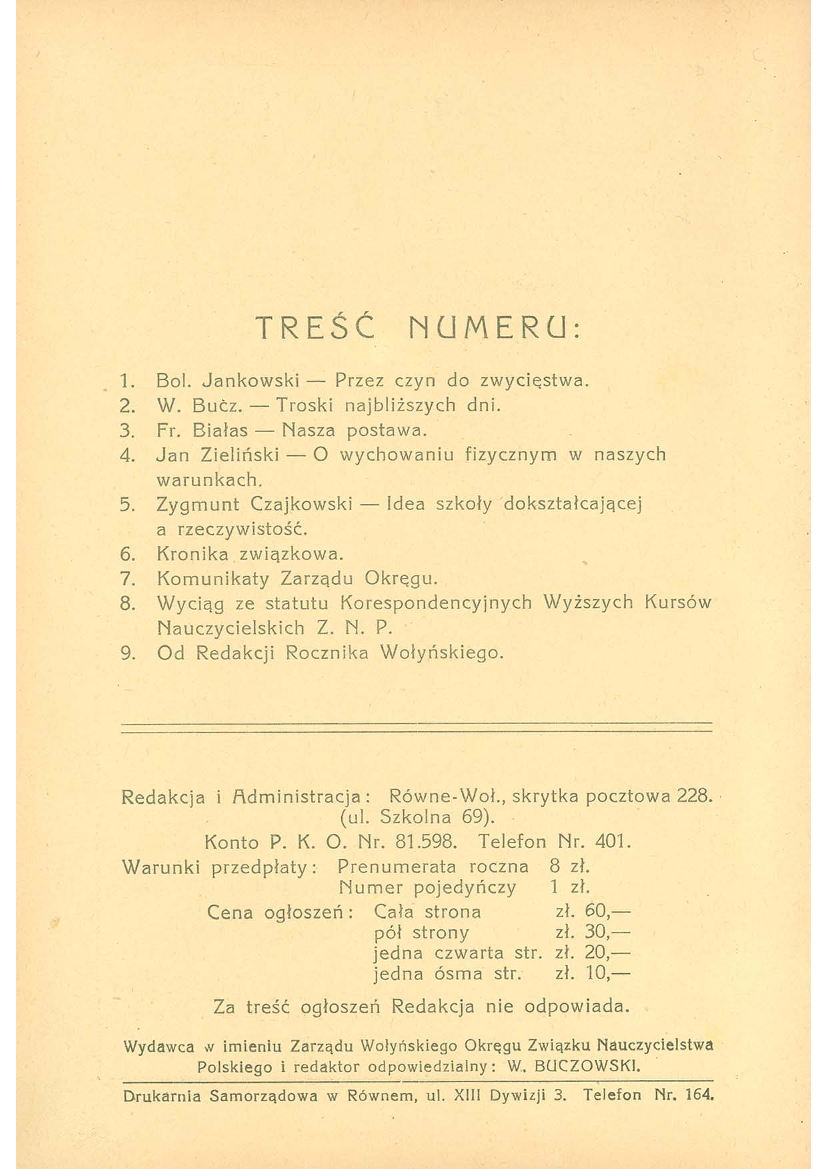 TREŚĆ NUMERU:
1. Bol. Jankowski — Przez czyn do zwycięstwa.
2. W. Bucz. — Troski najbliższych dni.
3. Fr. Białas — Nasza postawa.
4. Jan Zieliński — O wychowaniu fizycznym w naszych
warunkach.
5. Zygmunt Czajkowski — Idea szkoły dokształcającej
a rzeczywistość.
6. Kronika związkowa.
7. Komunikaty Zarządu Okręgu.
8. Wyciąg ze statutu Korespondencyjnych Wyższych Kursów
Nauczycielskich Z. N. P.
9. Od Redakcji Rocznika Wołyńskiego.
Redakcja i Administracja: Równe-Woł., skrytka pocztowa 228.
(ul. Szkolna 69).
Konto P. K. O. Nr. 81.598. Telefon Nr. 401.
Warunki przedpłaty: Prenumerata roczna 8 zł.
Numer pojedyńczy 1 zł.
Cena ogłoszeń: Cała strona zł. 60,—
pół strony zł. 30,—
jedna czwarta str. zł. 20,—
jedna ósma str. zł. 10,—
Za treść ogłoszeń Redakcja nie odpowiada.
Wydawca w imieniu Zarządu Wołyńskiego Okręgu Związku Nauczycielstwa
Polskiego i redaktor odpowiedzialny: W. BUCZOWSKI.
Drukarnia Samorządowa w Równem, ul. XIII Dywizji 3. Telefon Nr. 164.